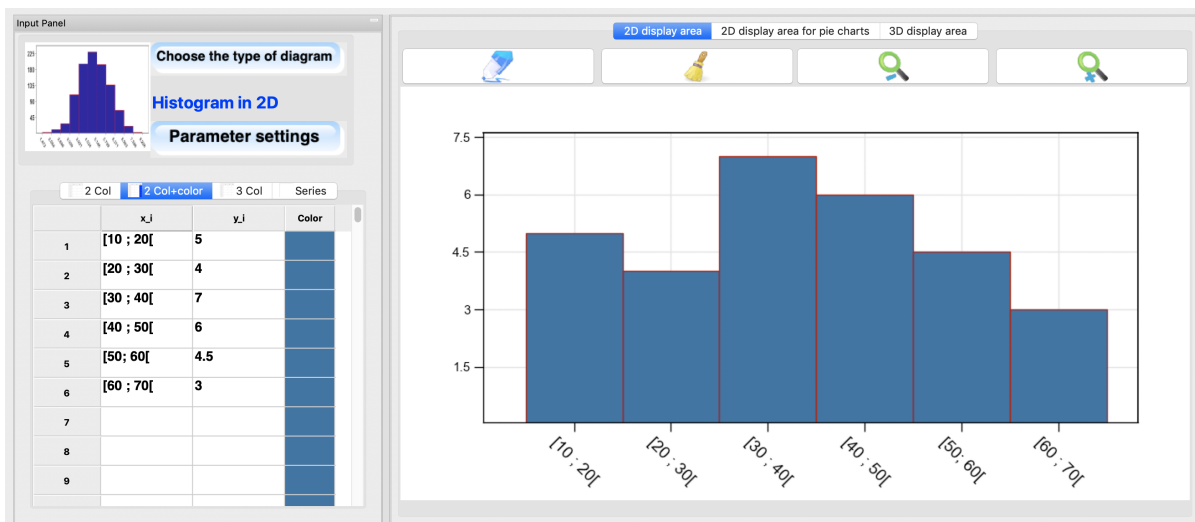 Input Panel
Choose the type of diagram
Histogram in 2D
Parameter settings
2 Col 2 Col+color 3 Col Series
x_i y_i Color
1 [10 ; 20[ 5
2 [20 ; 30[ 4
3 [30 ; 40[ 7
4 [40 ; 50[ 6
5 [50; 60[ 4.5
6 [60 ; 70[ 3
7
8
9
2D display area 2D display area for pie charts 3D display area
7.5
6
4.5
3
1.5
[10 ; 20[ [20 ; 30[ [30 ; 40[ [40 ; 50[ [50; 60[ [60 ; 70[